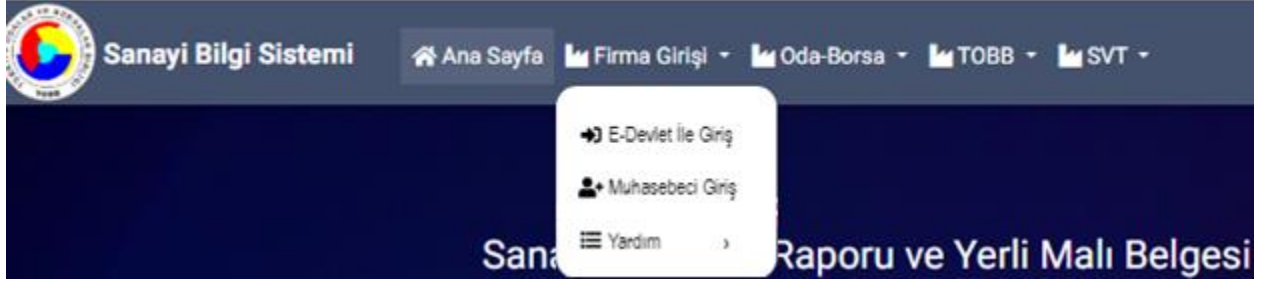 Sanayi Bilgi Sistemi Ana Sayfa Firma Girişi Oda-Borsa TOBB SVT
E-Devlet İle Giriş
Muhasebeci Giriş
Yardım
Raporu ve Yerli Malı Belgesi